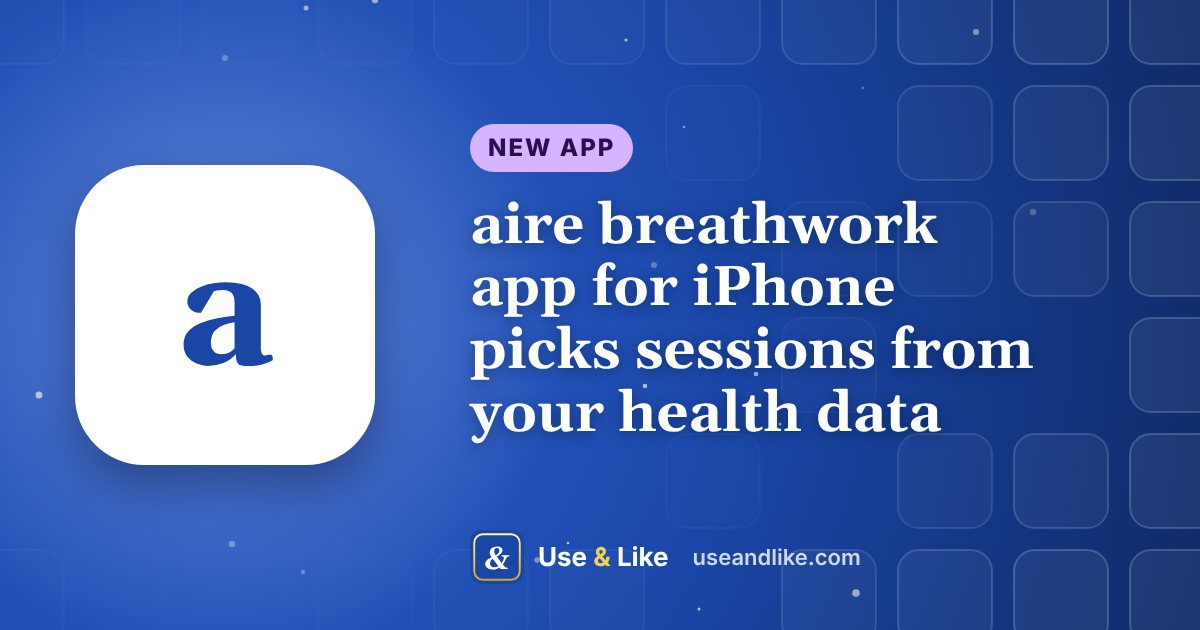 a
NEW APP
aire breathwork
app for iPhone
picks sessions from
your health data
& Use & Like useandlike.com